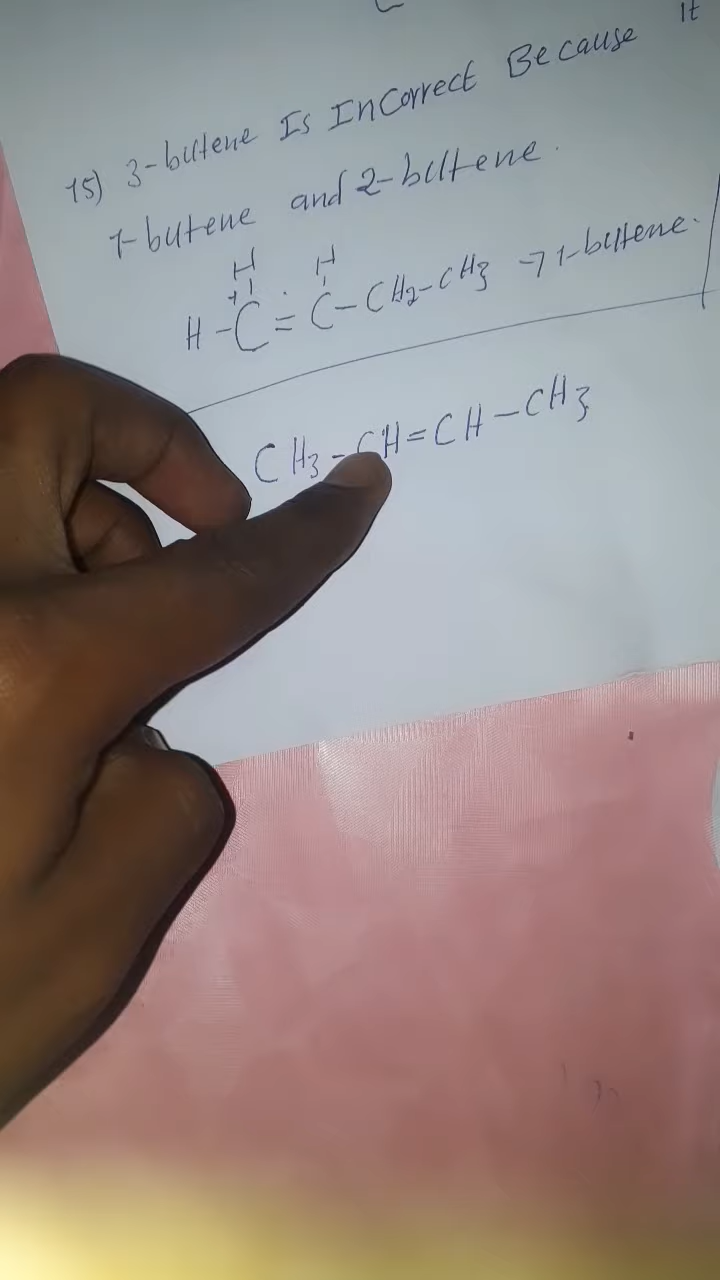 15) 3-butene Is InCorrect Because It
1-butene and 2-butene.
H H
H-C=C-CH2-CH3 → 1-butene.
CH3-CH=CH-CH3